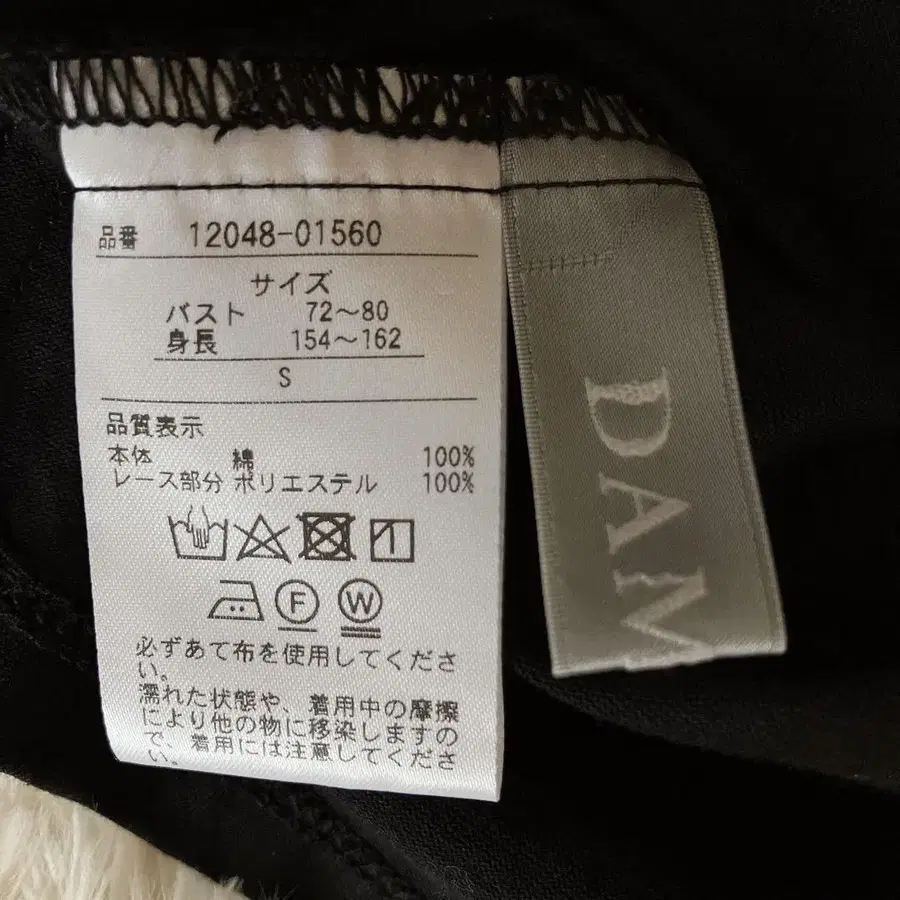 品番 12048-01560
サイズ
バスト 72～80
身長 154～162
S
品質表示
本体 綿 100%
レース部分 ポリエステル 100%
F W
必ずあて布を使用してくださ
い。
濡れた状態や、着用中の摩擦
により他の物に移染しますの
で、着用には注意してください。
DAM